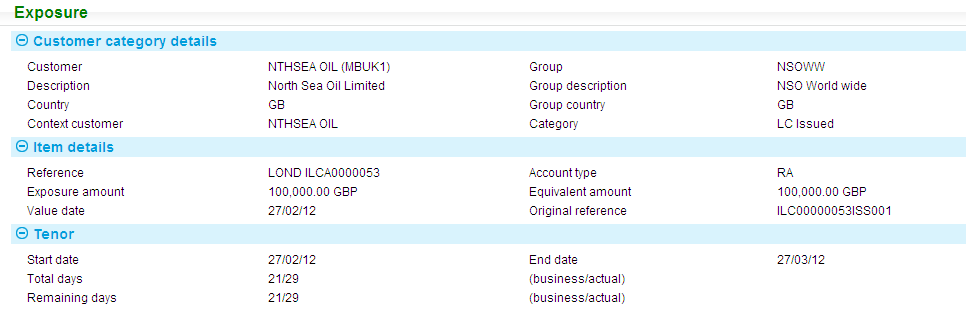 Exposure
Customer category details
Customer NTHSEA OIL (MBUK1) Group NSOWW
Description North Sea Oil Limited Group description NSO World wide
Country GB Group country GB
Context customer NTHSEA OIL Category LC Issued
Item details
Reference LOND ILCA0000053 Account type RA
Exposure amount 100,000.00 GBP Equivalent amount 100,000.00 GBP
Value date 27/02/12 Original reference ILC00000053ISS001
Tenor
Start date 27/02/12 End date 27/03/12
Total days 21/29 (business/actual)
Remaining days 21/29 (business/actual)